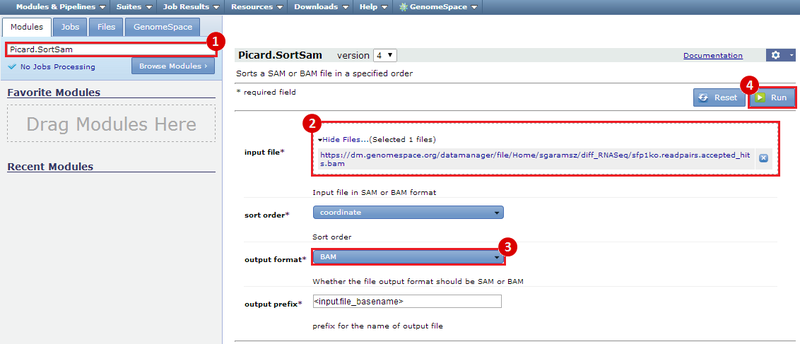 Modules & Pipelines Suites Job Results Resources Downloads Help GenomeSpace
Modules Jobs Files GenomeSpace
1
Picard.SortSam
No Jobs Processing Browse Modules ›
Favorite Modules
Drag Modules Here
Recent Modules
Picard.SortSam version 4 Documentation
Sorts a SAM or BAM file in a specified order
* required field
4
Reset Run
2
Hide Files...(Selected 1 files)
input file*
https://dm.genomespace.org/datamanager/file/Home/sgaramsz/diff_RNASeq/sfp1ko.readpairs.accepted_hit
s.bam
Input file in SAM or BAM format
sort order* coordinate
Sort order
3
output format* BAM
Whether the file output format should be SAM or BAM
output prefix* <input.file_basename>
prefix for the name of output file